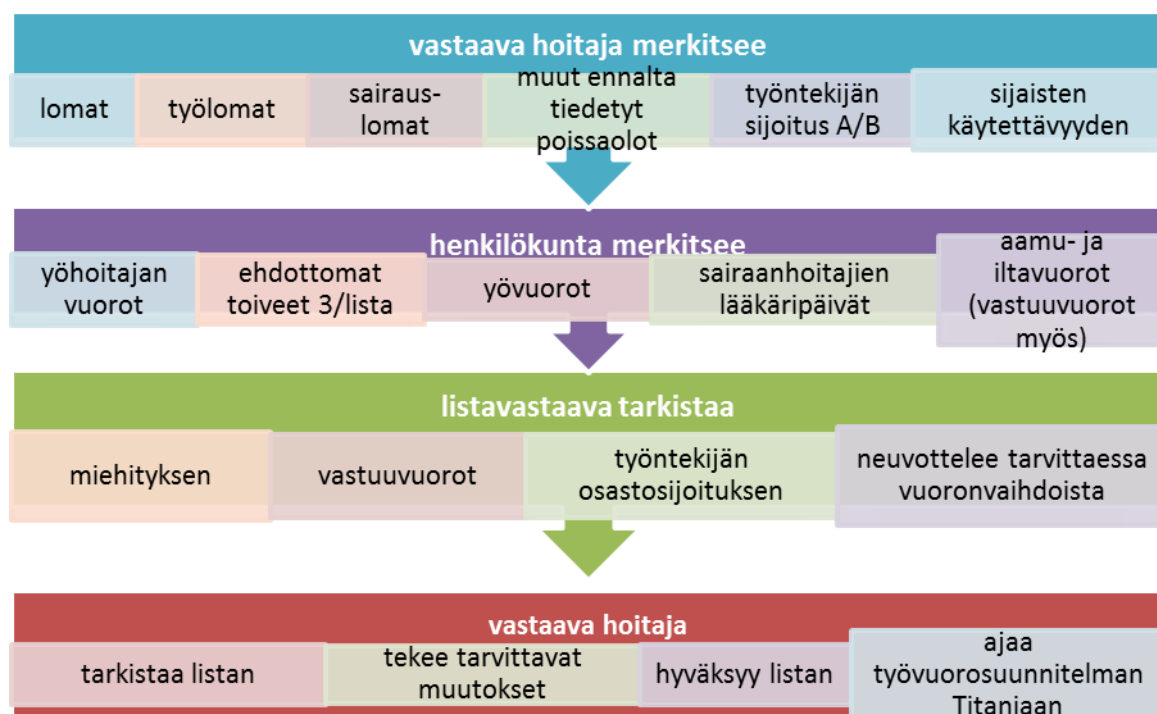 vastaava hoitaja merkitsee
lomat
työlomat
sairaus-
lomat
muut ennalta
tiedetyt
poissaolot
työntekijän
sijoitus A/B
sijaisten
käytettävyyden
henkilökunta merkitsee
yöhoitajan
vuorot
ehdottomat
toiveet 3/lista
yövuorot
sairaanhoitajien
lääkäripäivät
aamu- ja
iltavuorot
(vastuuvuorot
myös)
listavastaava tarkistaa
miehityksen
vastuuvuorot
työntekijän
osastosijoituksen
neuvottelee tarvittaessa
vuoronvaihdoista
vastaava hoitaja
tarkistaa listan
tekee tarvittavat
muutokset
hyväksyy listan
ajaa
työvuorosuunnitelman
Titaniaan